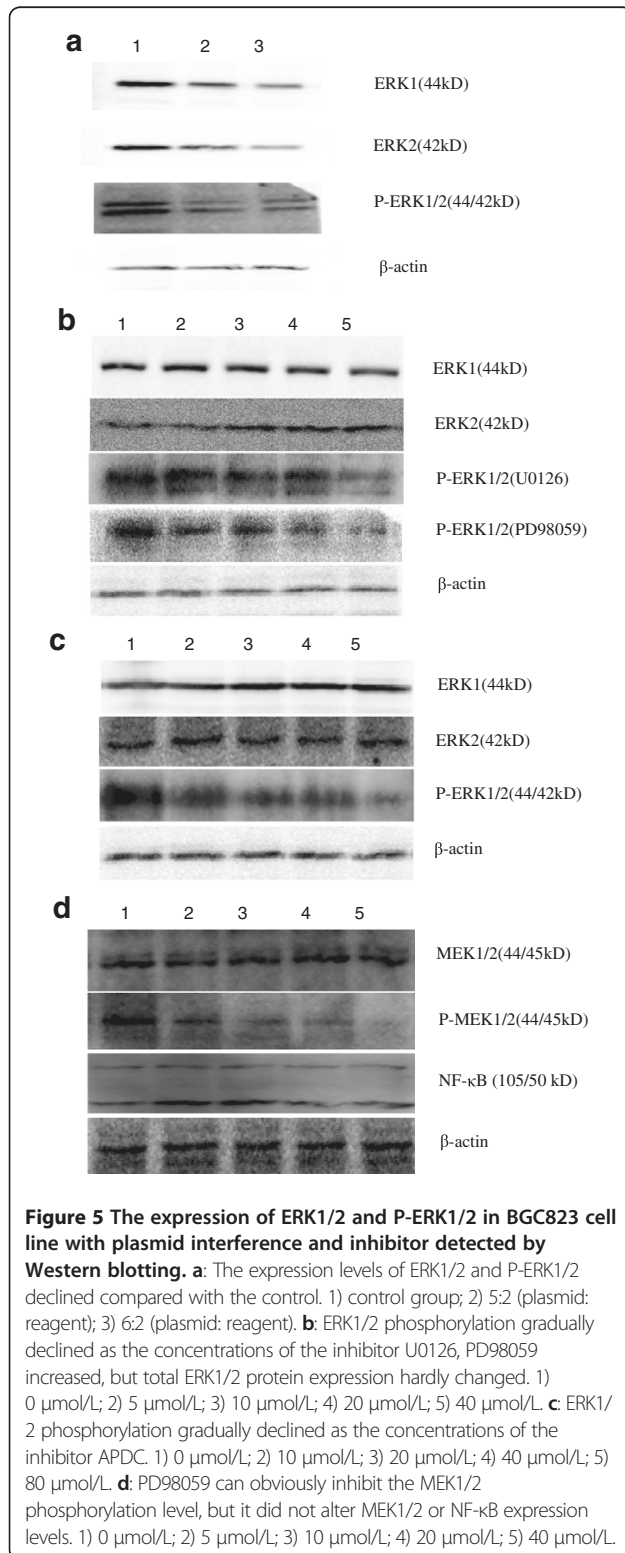 a
1 2 3
ERK1(44kD)
ERK2(42kD)
P-ERK1/2(44/42kD)
β-actin
b
1 2 3 4 5
ERK1(44kD)
ERK2(42kD)
P-ERK1/2(U0126)
P-ERK1/2(PD98059)
β-actin
c
1 2 3 4 5
ERK1(44kD)
ERK2(42kD)
P-ERK1/2(44/42kD)
β-actin
d
1 2 3 4 5
MEK1/2(44/45kD)
P-MEK1/2(44/45kD)
NF-κB (105/50 kD)
β-actin
Figure 5 The expression of ERK1/2 and P-ERK1/2 in BGC823 cell
line with plasmid interference and inhibitor detected by
Western blotting. a: The expression levels of ERK1/2 and P-ERK1/2
declined compared with the control. 1) control group; 2) 5:2 (plasmid:
reagent); 3) 6:2 (plasmid: reagent). b: ERK1/2 phosphorylation gradually
declined as the concentrations of the inhibitor U0126, PD98059
increased, but total ERK1/2 protein expression hardly changed. 1)
0 μmol/L; 2) 5 μmol/L; 3) 10 μmol/L; 4) 20 μmol/L; 5) 40 μmol/L. c: ERK1/
2 phosphorylation gradually declined as the concentrations of the
inhibitor APDC. 1) 0 μmol/L; 2) 10 μmol/L; 3) 20 μmol/L; 4) 40 μmol/L; 5)
80 μmol/L. d: PD98059 can obviously inhibit the MEK1/2
phosphorylation level, but it did not alter MEK1/2 or NF-κB expression
levels. 1) 0 μmol/L; 2) 5 μmol/L; 3) 10 μmol/L; 4) 20 μmol/L; 5) 40 μmol/L.